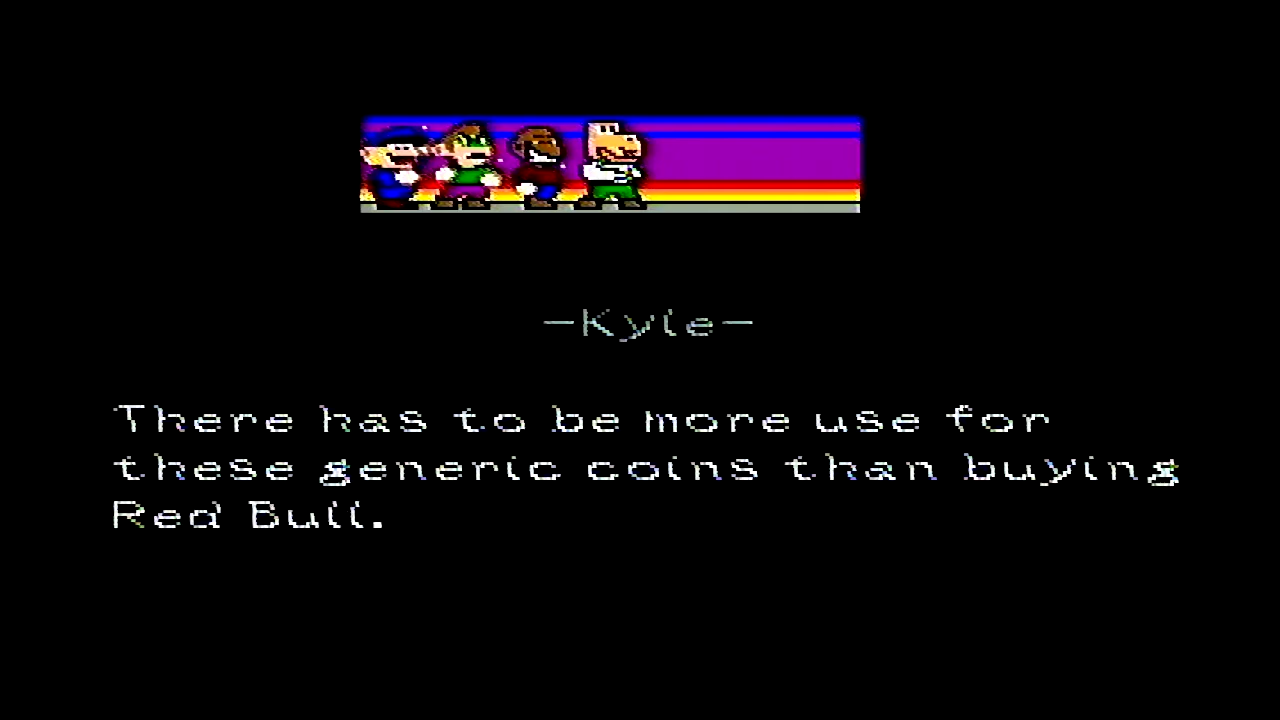 -Kyle-
There has to be more use for
these generic coins than buying
Red Bull.